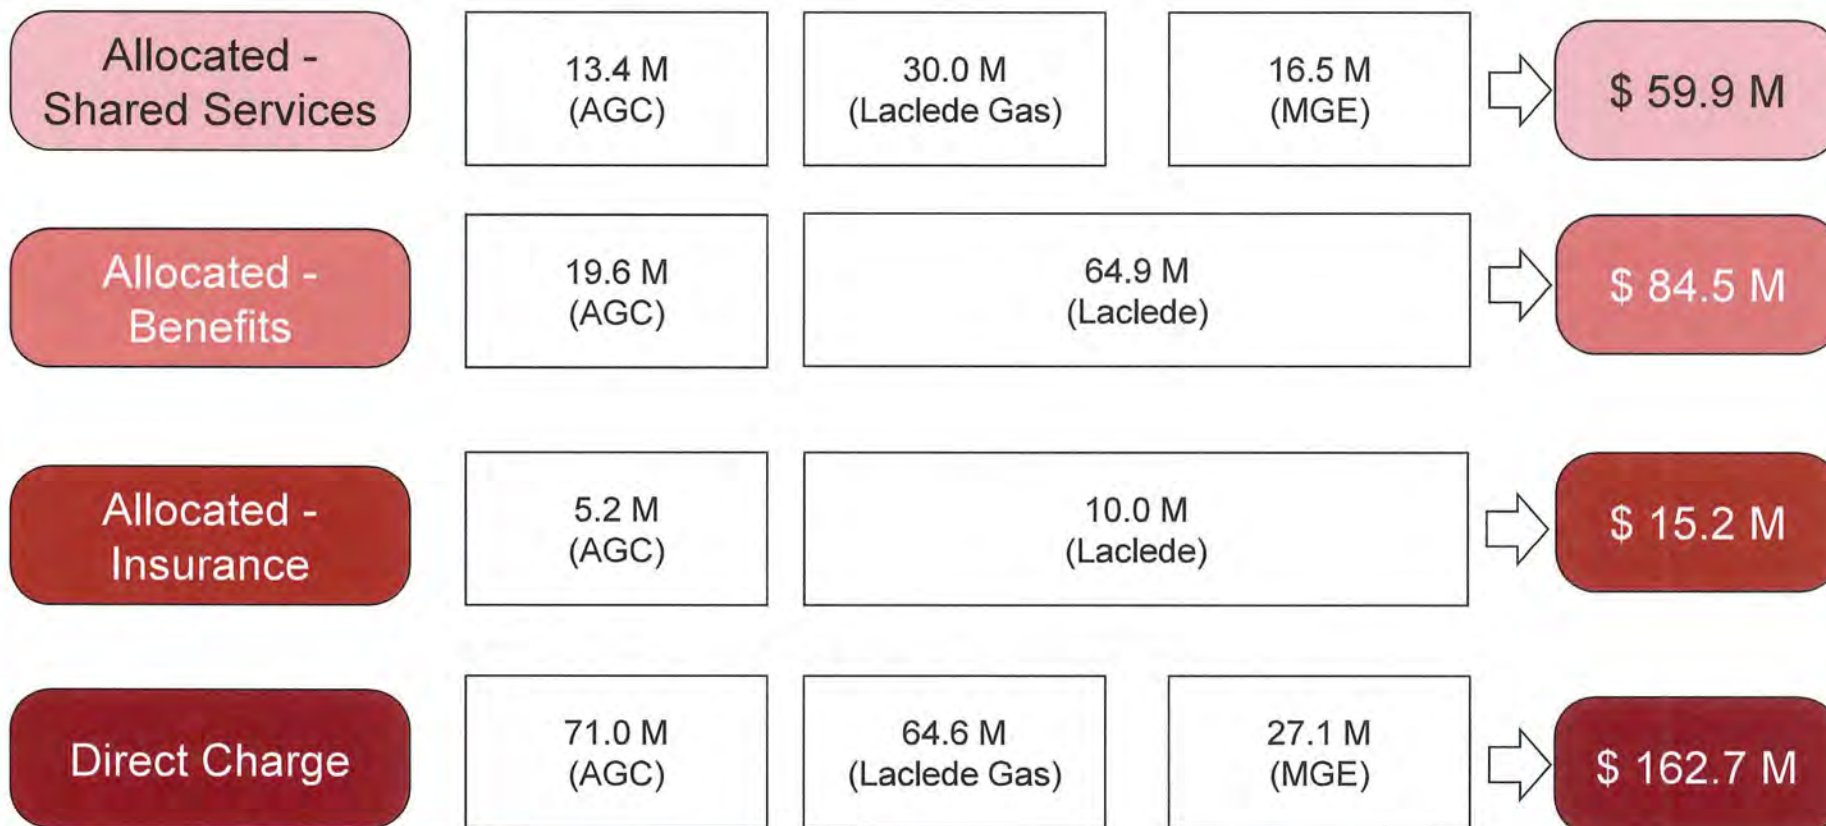 Allocated -
Shared Services
13.4 M
(AGC)
30.0 M
(Laclede Gas)
16.5 M
(MGE)
$ 59.9 M
Allocated -
Benefits
19.6 M
(AGC)
64.9 M
(Laclede)
$ 84.5 M
Allocated -
Insurance
5.2 M
(AGC)
10.0 M
(Laclede)
$ 15.2 M
Direct Charge
71.0 M
(AGC)
64.6 M
(Laclede Gas)
27.1 M
(MGE)
$ 162.7 M